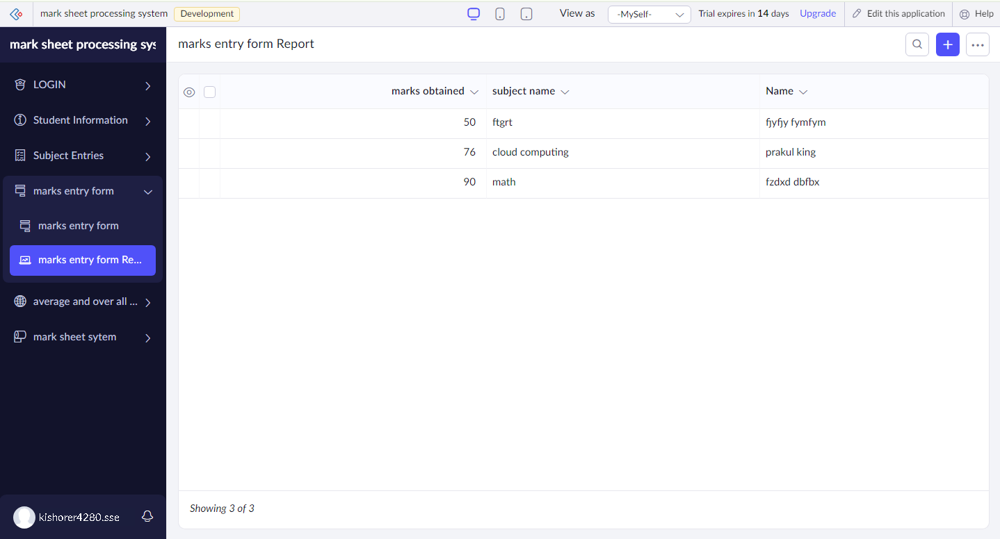 mark sheet processing system Development View as -MySelf- Trial expires in 14 days Upgrade Edit this application Help
mark sheet processing sys
marks entry form Report
LOGIN
Student Information
Subject Entries
marks entry form
marks entry form
marks entry form Re...
average and over all ...
mark sheet sytem
kishorer4280.sse
marks obtained subject name Name
50 ftgrt fjyfjy fymfym
76 cloud computing prakul king
90 math fzdxd dbfbx
Showing 3 of 3